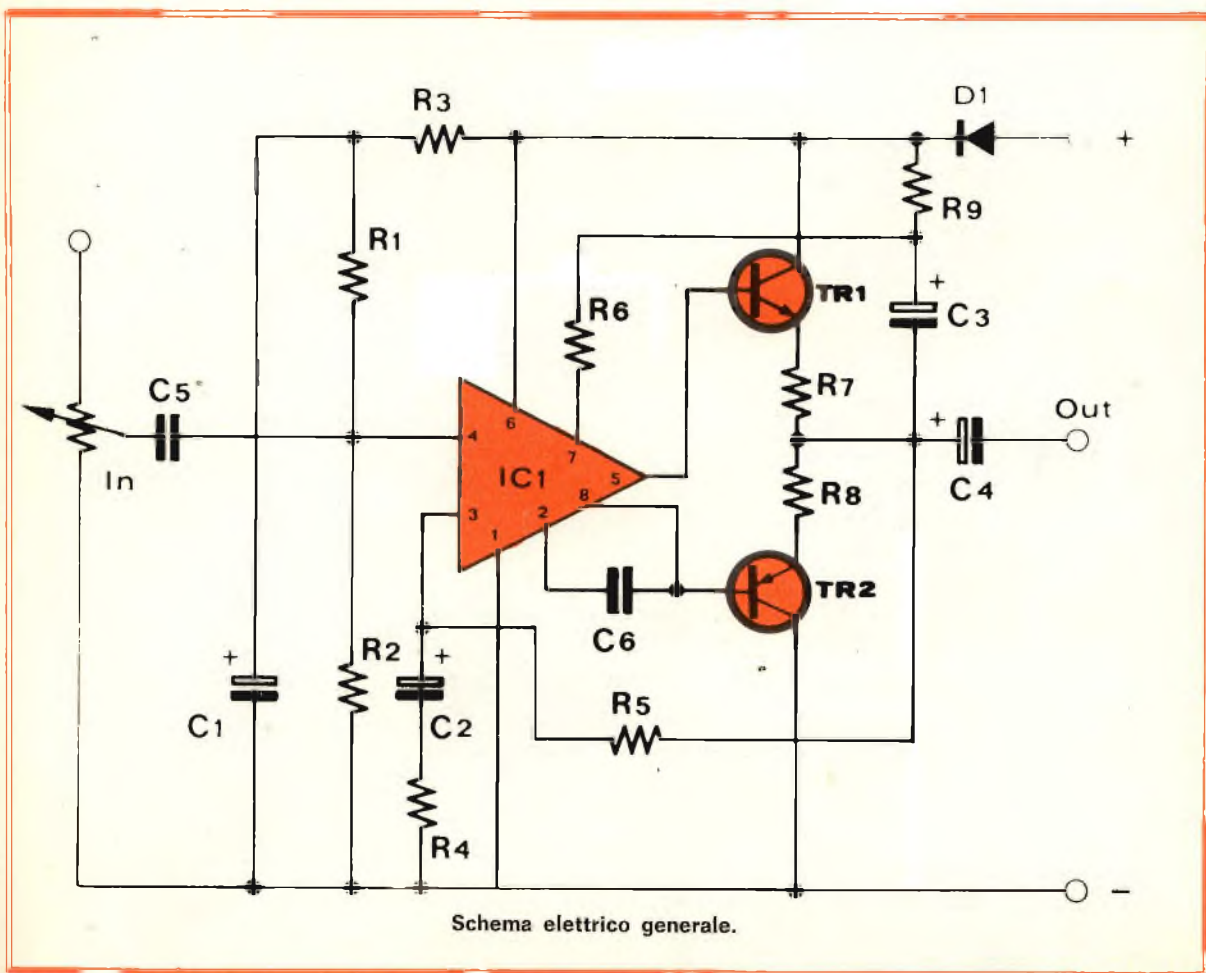 R3
D1
+
R9
R1
+
TR1
R6
C3
C5
6
R7
+
Out
4
7
In
IC1
5
C4
8
R8
3
2
1
TR2
C6
+
R2
+
R5
C1
C2
R4
−
Schema elettrico generale.